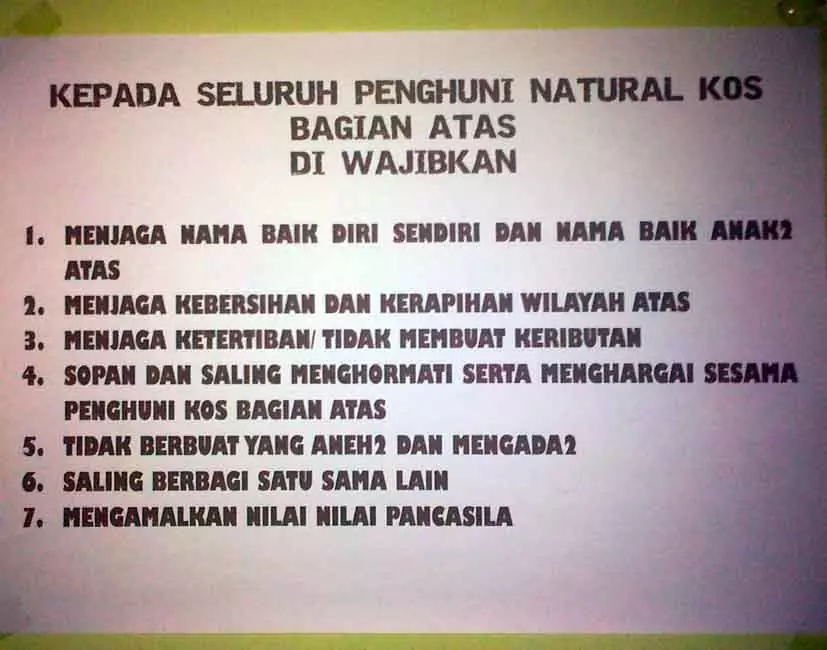 KEPADA SELURUH PENGHUNI NATURAL KOS
BAGIAN ATAS
DI WAJIBKAN
1. MENJAGA NAMA BAIK DIRI SENDIRI DAN NAMA BAIK ANAK2
ATAS
2. MENJAGA KEBERSIHAN DAN KERAPIHAN WILAYAH ATAS
3. MENJAGA KETERTIBAN/ TIDAK MEMBUAT KERIBUTAN
4. SOPAN DAN SALING MENGHORMATI SERTA MENGHARGAI SESAMA
PENGHUNI KOS BAGIAN ATAS
5. TIDAK BERBUAT YANG ANEH2 DAN MENGADA2
6. SALING BERBAGI SATU SAMA LAIN
7. MENGAMALKAN NILAI NILAI PANCASILA